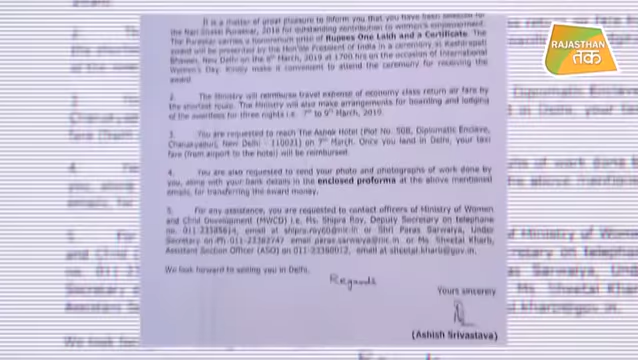 It is a matter of great pleasure to inform you that you have been selected for
the Nari Shakti Puraskar, 2018 for outstanding contribution to women's empowerment.
The Puraskar carries a honorarium prize of Rupees One Lakh and a Certificate. The
award will be presented by the Hon'ble President of India in a ceremony at Rashtrapati
Bhawan, New Delhi on the 8th March, 2019 at 1700 hrs on the occasion of International
Women's Day. Kindly make it convenient to attend the ceremony for receiving the
award.
2. The Ministry will reimburse travel expense of economy class return air fare by
the shortest route. The Ministry will also make arrangements for boarding and lodging
of the awardees for three nights i.e. 7th to 9th March, 2019.
3. You are requested to reach The Ashok Hotel (Plot No. 50B, Diplomatic Enclave,
Chanakyapuri, New Delhi - 110021) on 7th March. Once you land in Delhi, your taxi
fare (from airport to the hotel) will be reimbursed.
4. You are also requested to send your photo and photographs of work done by
you, along with your bank details in the enclosed proforma at the above mentioned
emails, for transferring the award money.
5. For any assistance, you are requested to contact officers of Ministry of Women
and Child Development (MWCD) i.e. Ms. Shipra Roy, Deputy Secretary on telephone
no. 011-23385614, email at or Shri Paras Sarwaiya, Under
Secretary on Ph 011-23382747 email or Ms. Sheetal Kharb,
Assistant Section Officer (ASO) on 011-23360012, email at sheetal.kharb@gov.in.
We look forward to seeing you in Delhi.
Regards
Yours sincerely
(Ashish Srivastava)
RAJASTHAN
तक